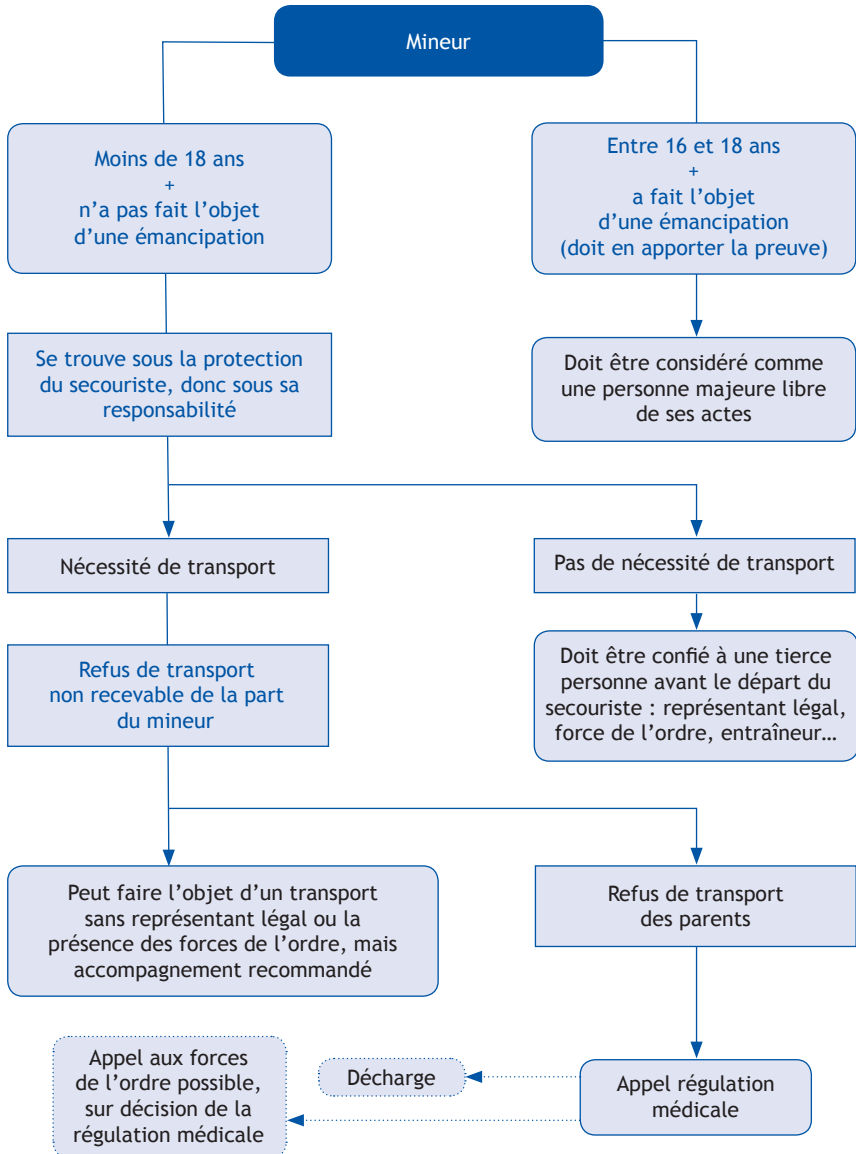 Mineur
Moins de 18 ans
+
n’a pas fait l’objet
d’une émancipation
Entre 16 et 18 ans
+
a fait l’objet
d’une émancipation
(doit en apporter la preuve)
Se trouve sous la protection
du secouriste, donc sous sa
responsabilité
Doit être considéré comme
une personne majeure libre
de ses actes
Nécessité de transport
Pas de nécessité de transport
Refus de transport
non recevable de la part
du mineur
Doit être confié à une tierce
personne avant le départ du
secouriste : représentant légal,
force de l’ordre, entraîneur…
Peut faire l’objet d’un transport
sans représentant légal ou la
présence des forces de l’ordre, mais
accompagnement recommandé
Refus de transport
des parents
Appel aux forces
de l’ordre possible,
sur décision de la
régulation médicale
Décharge
Appel régulation
médicale